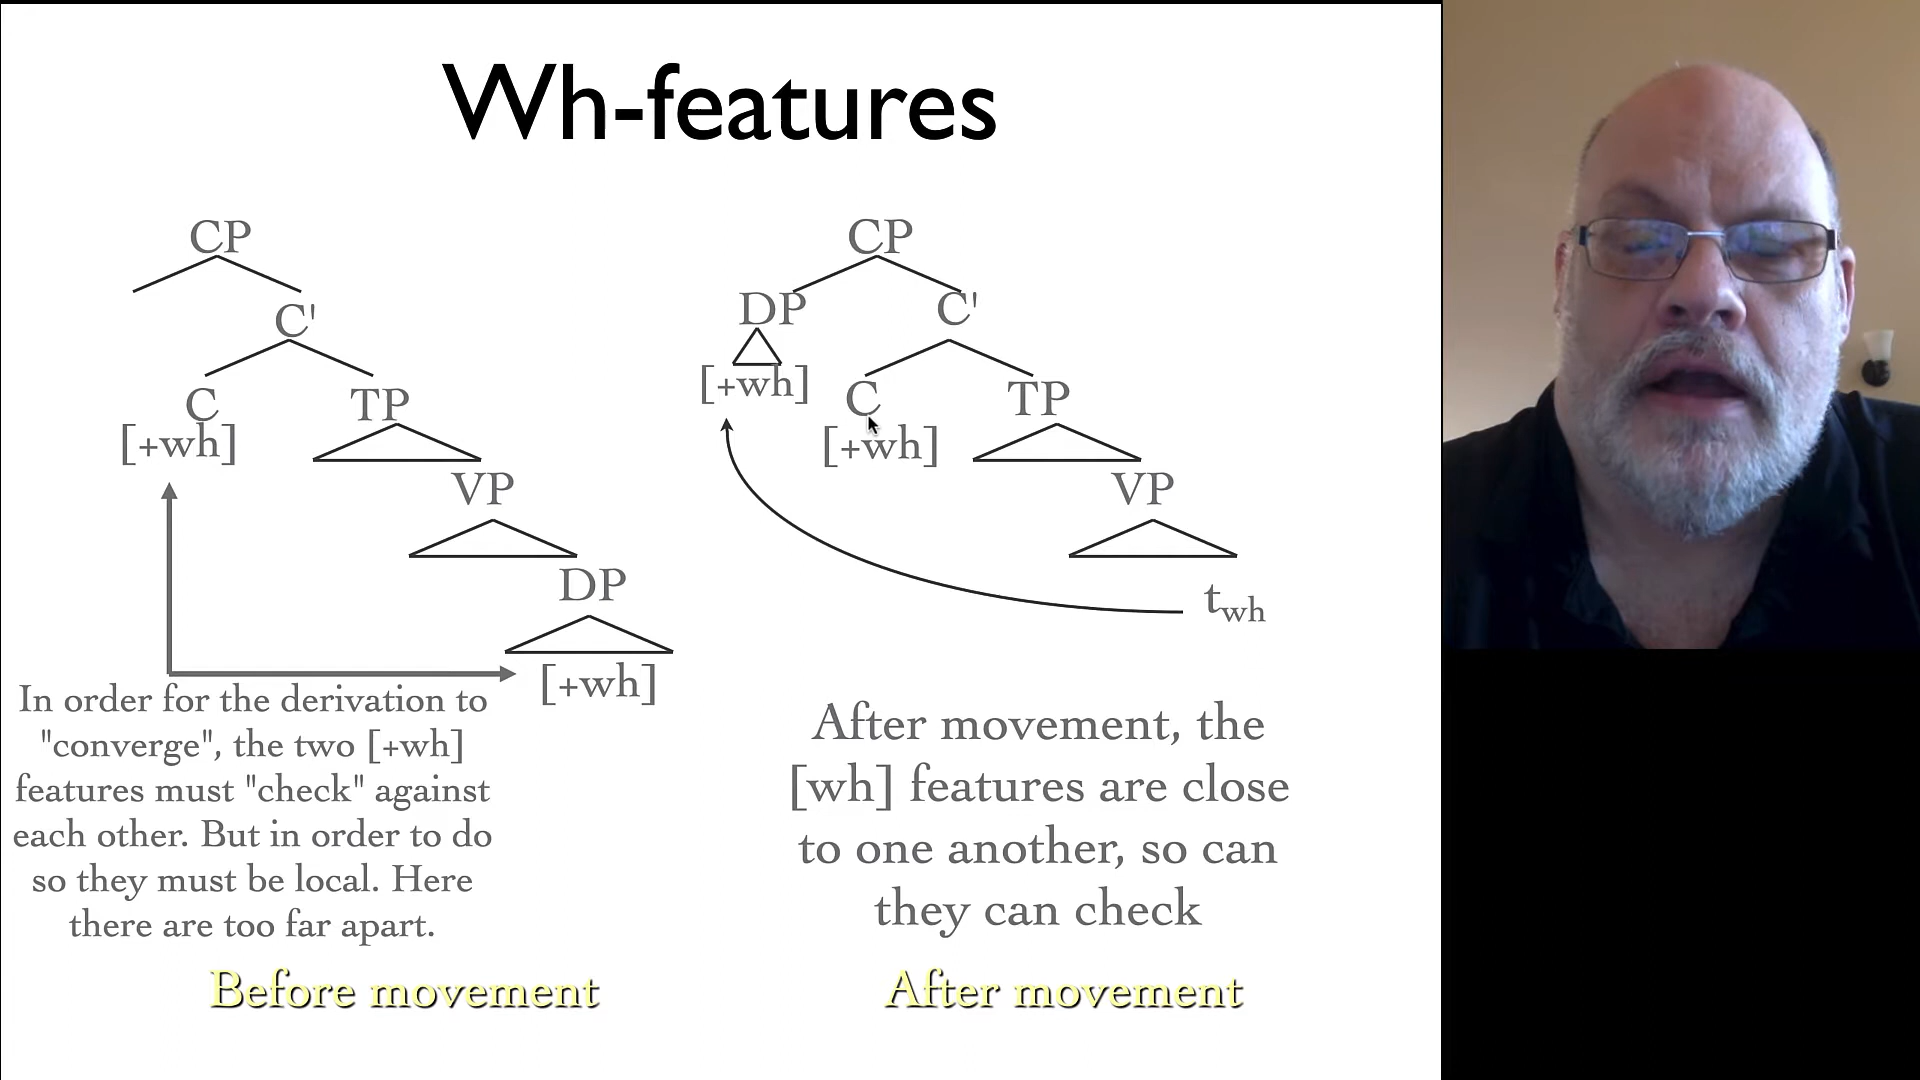 Wh-features
CP
C'
C
TP
[+wh]
VP
DP
[+wh]
In order for the derivation to
"converge", the two [+wh]
features must "check" against
each other. But in order to do
so they must be local. Here
there are too far apart.
Before movement
CP
DP
C'
[+wh]
C
TP
[+wh]
VP
twh
After movement, the
[wh] features are close
to one another, so can
they can check
After movement